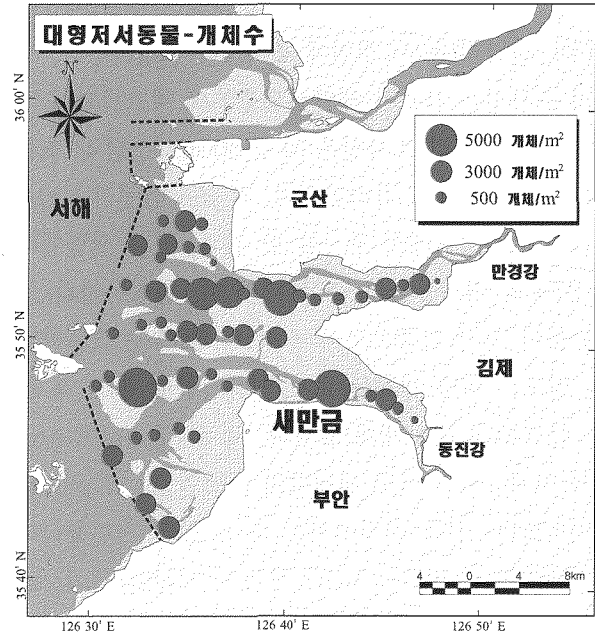 대형저서동물-개체수
N
36 00' N
5000 개체/m²
3000 개체/m²
500 개체/m²
군산
서해
만경강
35 50' N
김제
새만금
동진강
부안
35 40' N
4 0 4 8km
126 30' E
126 40' E
126 50' E